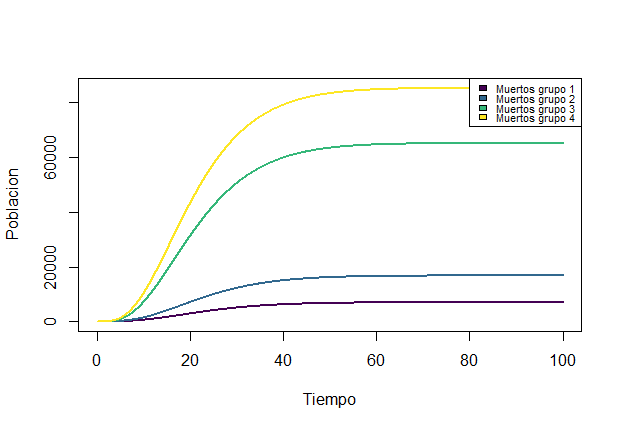 Muertos grupo 1
Muertos grupo 2
Muertos grupo 3
Muertos grupo 4
Poblacion
60000
20000
0
0 20 40 60 80 100
Tiempo